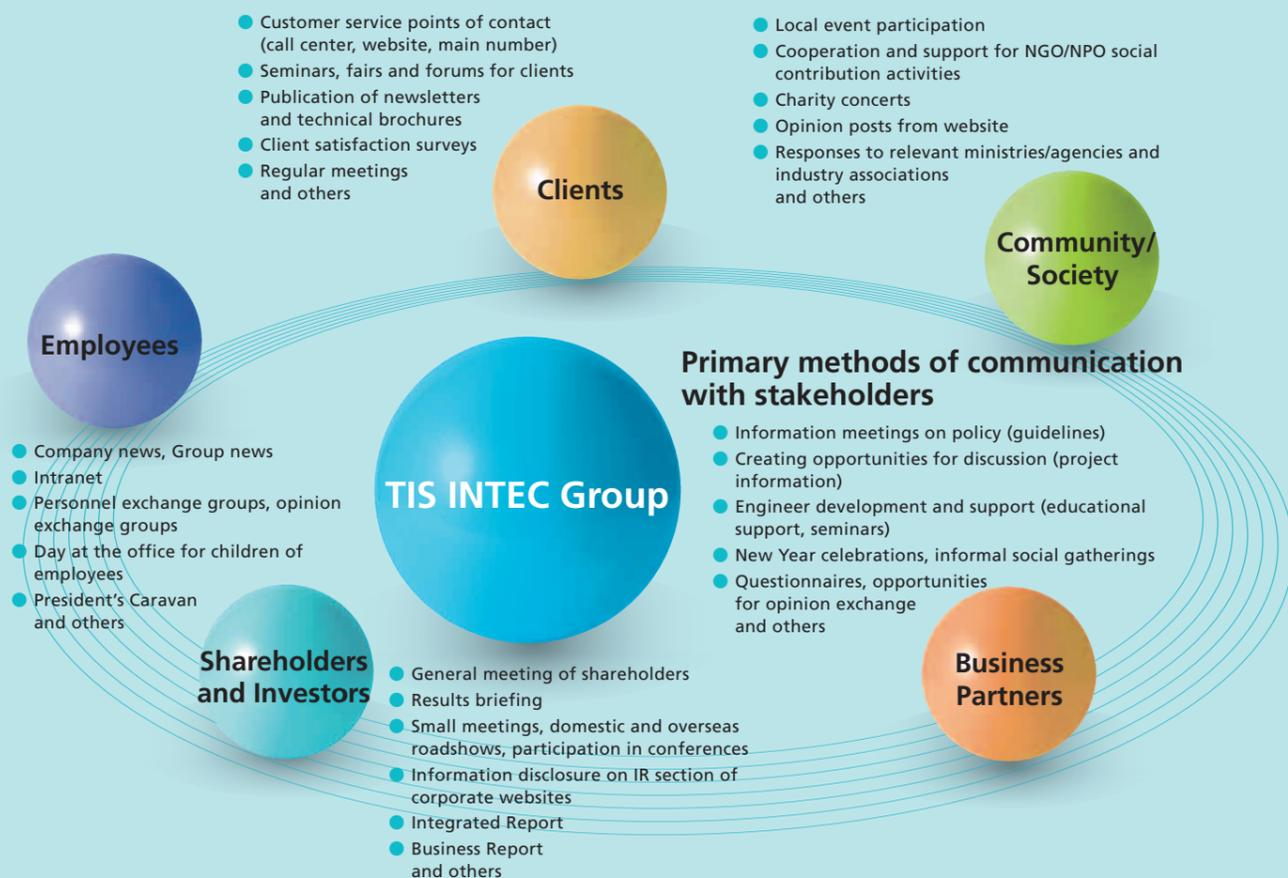 Customer service points of contact
(call center, website, main number)
Seminars, fairs and forums for clients
Publication of newsletters
and technical brochures
Client satisfaction surveys
Regular meetings
and others
Clients
Local event participation
Cooperation and support for NGO/NPO social
contribution activities
Charity concerts
Opinion posts from website
Responses to relevant ministries/agencies and
industry associations
and others
Community/
Society
Employees
Company news, Group news
Intranet
Personnel exchange groups, opinion
exchange groups
Day at the office for children of
employees
President’s Caravan
and others
TIS INTEC Group
Primary methods of communication
with stakeholders
Information meetings on policy (guidelines)
Creating opportunities for discussion (project
information)
Engineer development and support (educational
support, seminars)
New Year celebrations, informal social gatherings
Questionnaires, opportunities
for opinion exchange
and others
Business
Partners
Shareholders
and Investors
General meeting of shareholders
Results briefing
Small meetings, domestic and overseas
roadshows, participation in conferences
Information disclosure on IR section of
corporate websites
Integrated Report
Business Report
and others